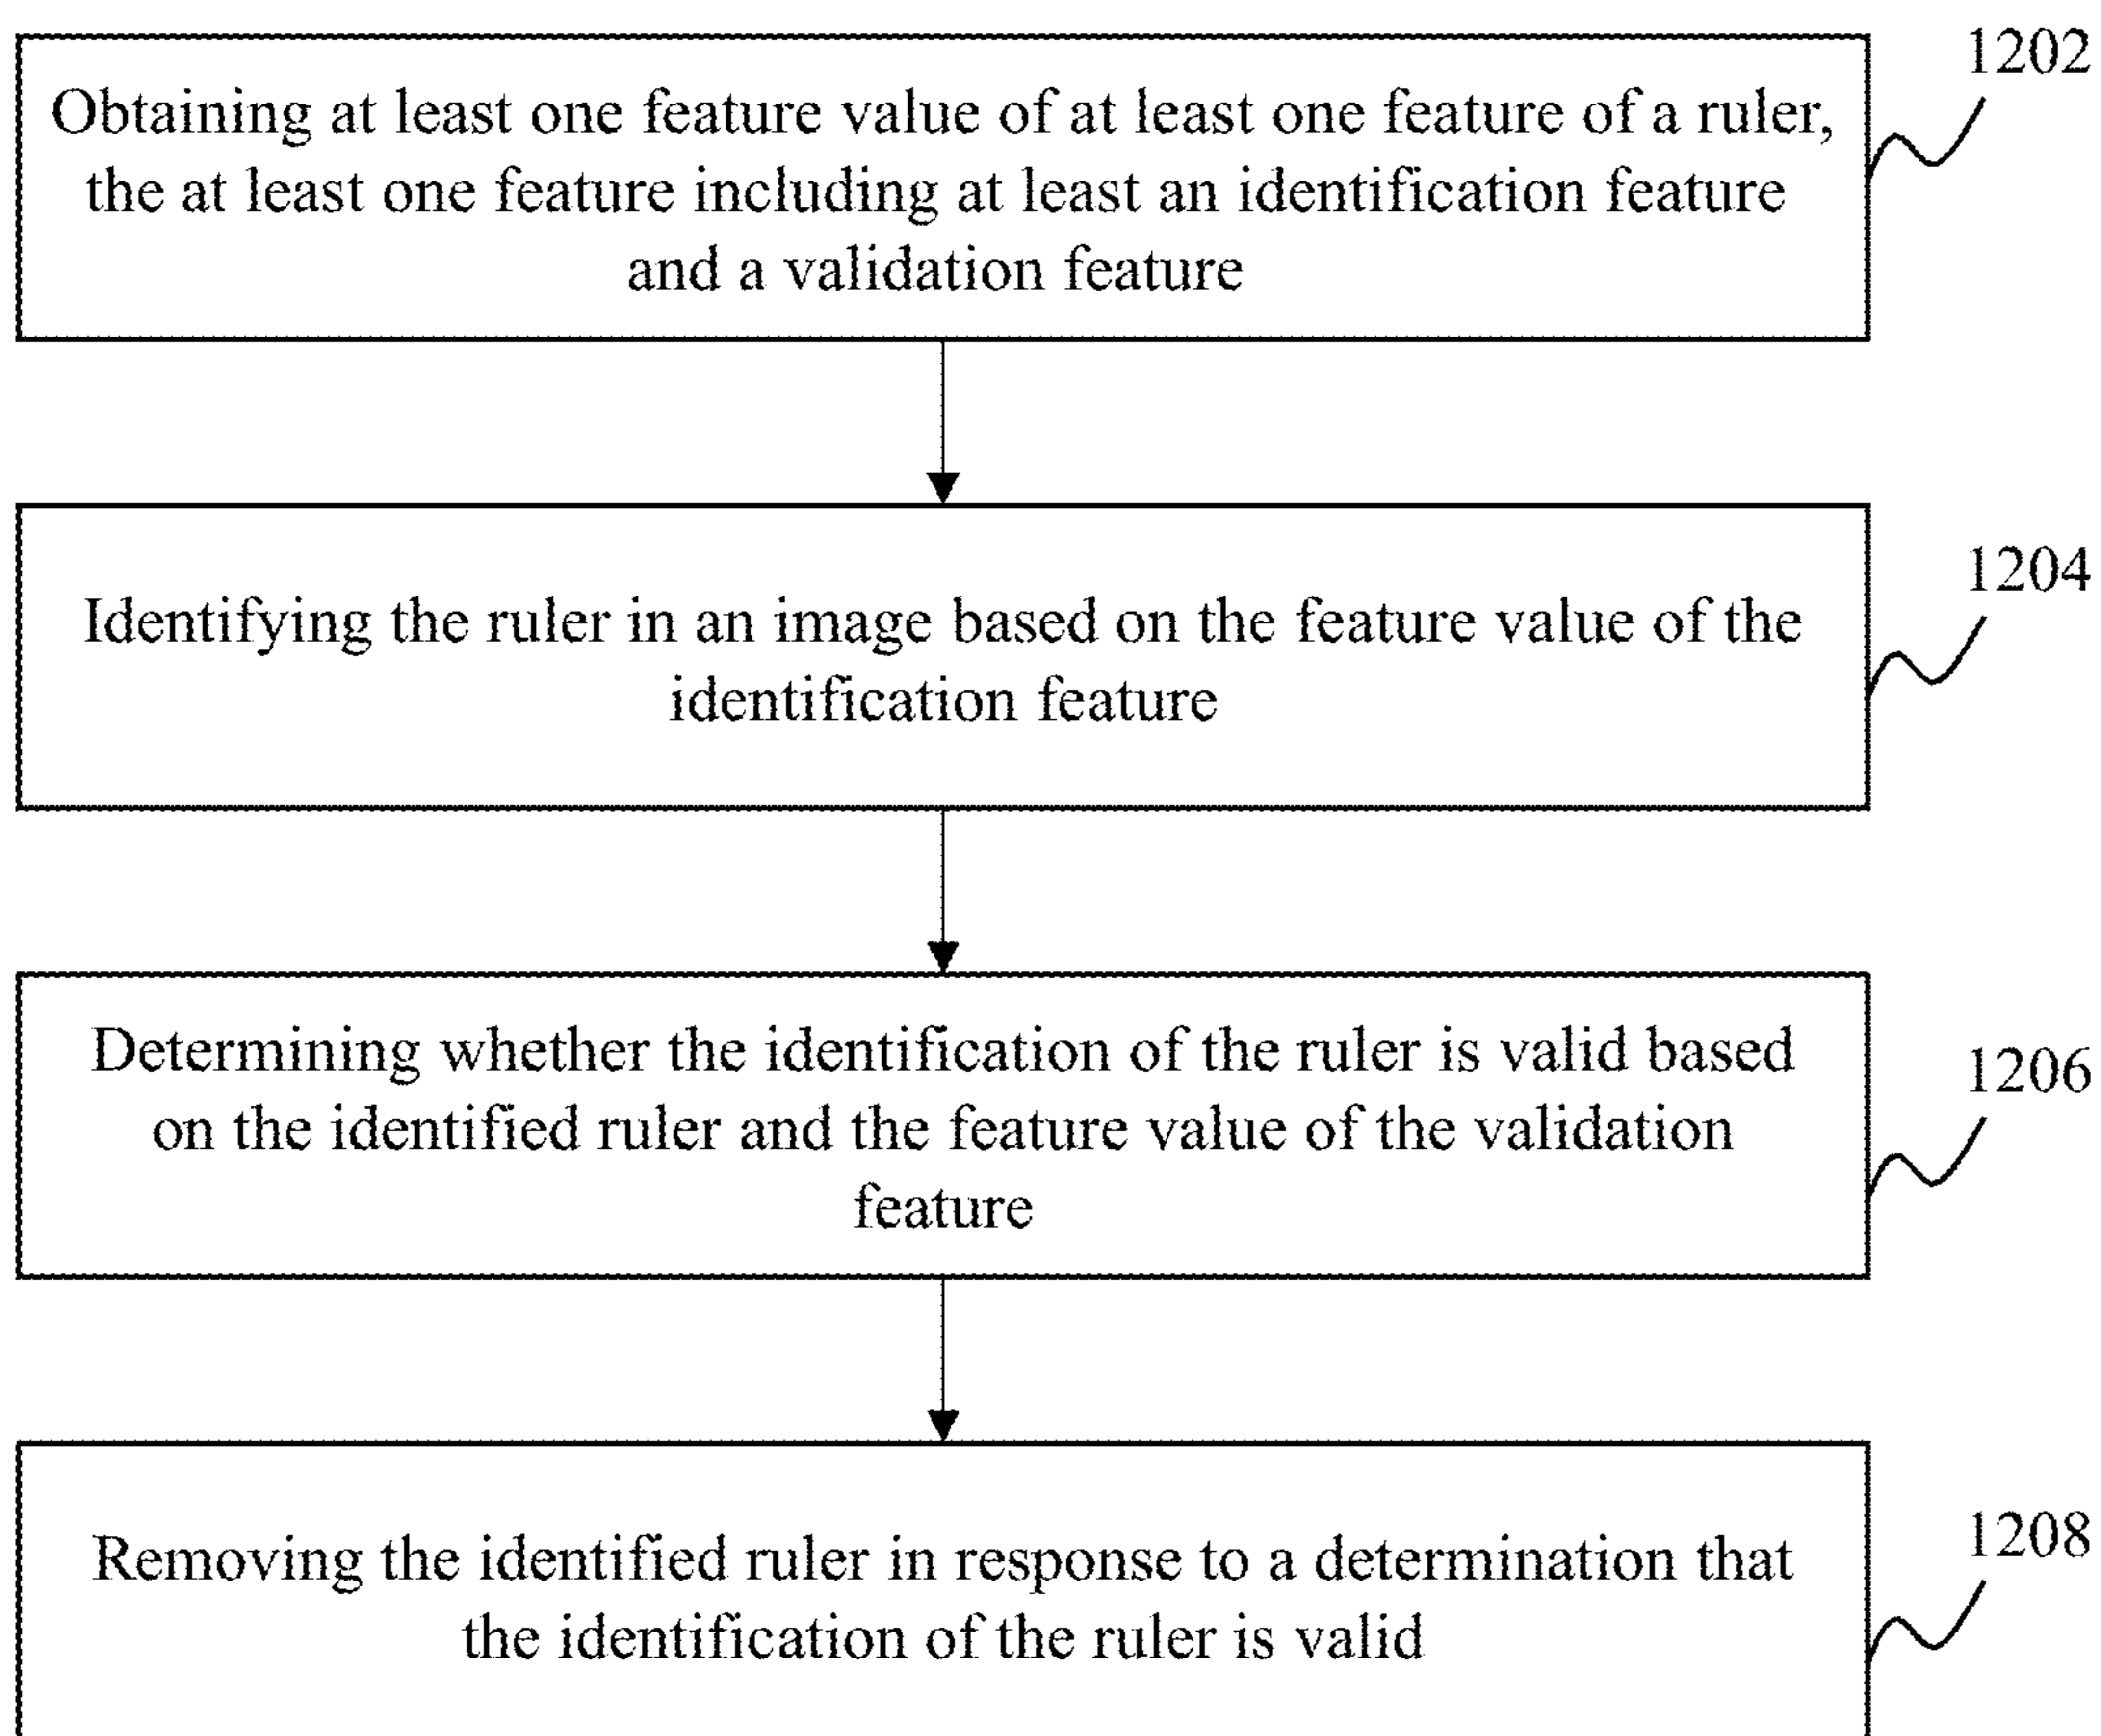 1202
Obtaining at least one feature value of at least one feature of a ruler,
the at least one feature including at least an identification feature
and a validation feature
1204
Identifying the ruler in an image based on the feature value of the
identification feature
1206
Determining whether the identification of the ruler is valid based
on the identified ruler and the feature value of the validation
feature
1208
Removing the identified ruler in response to a determination that
the identification of the ruler is valid